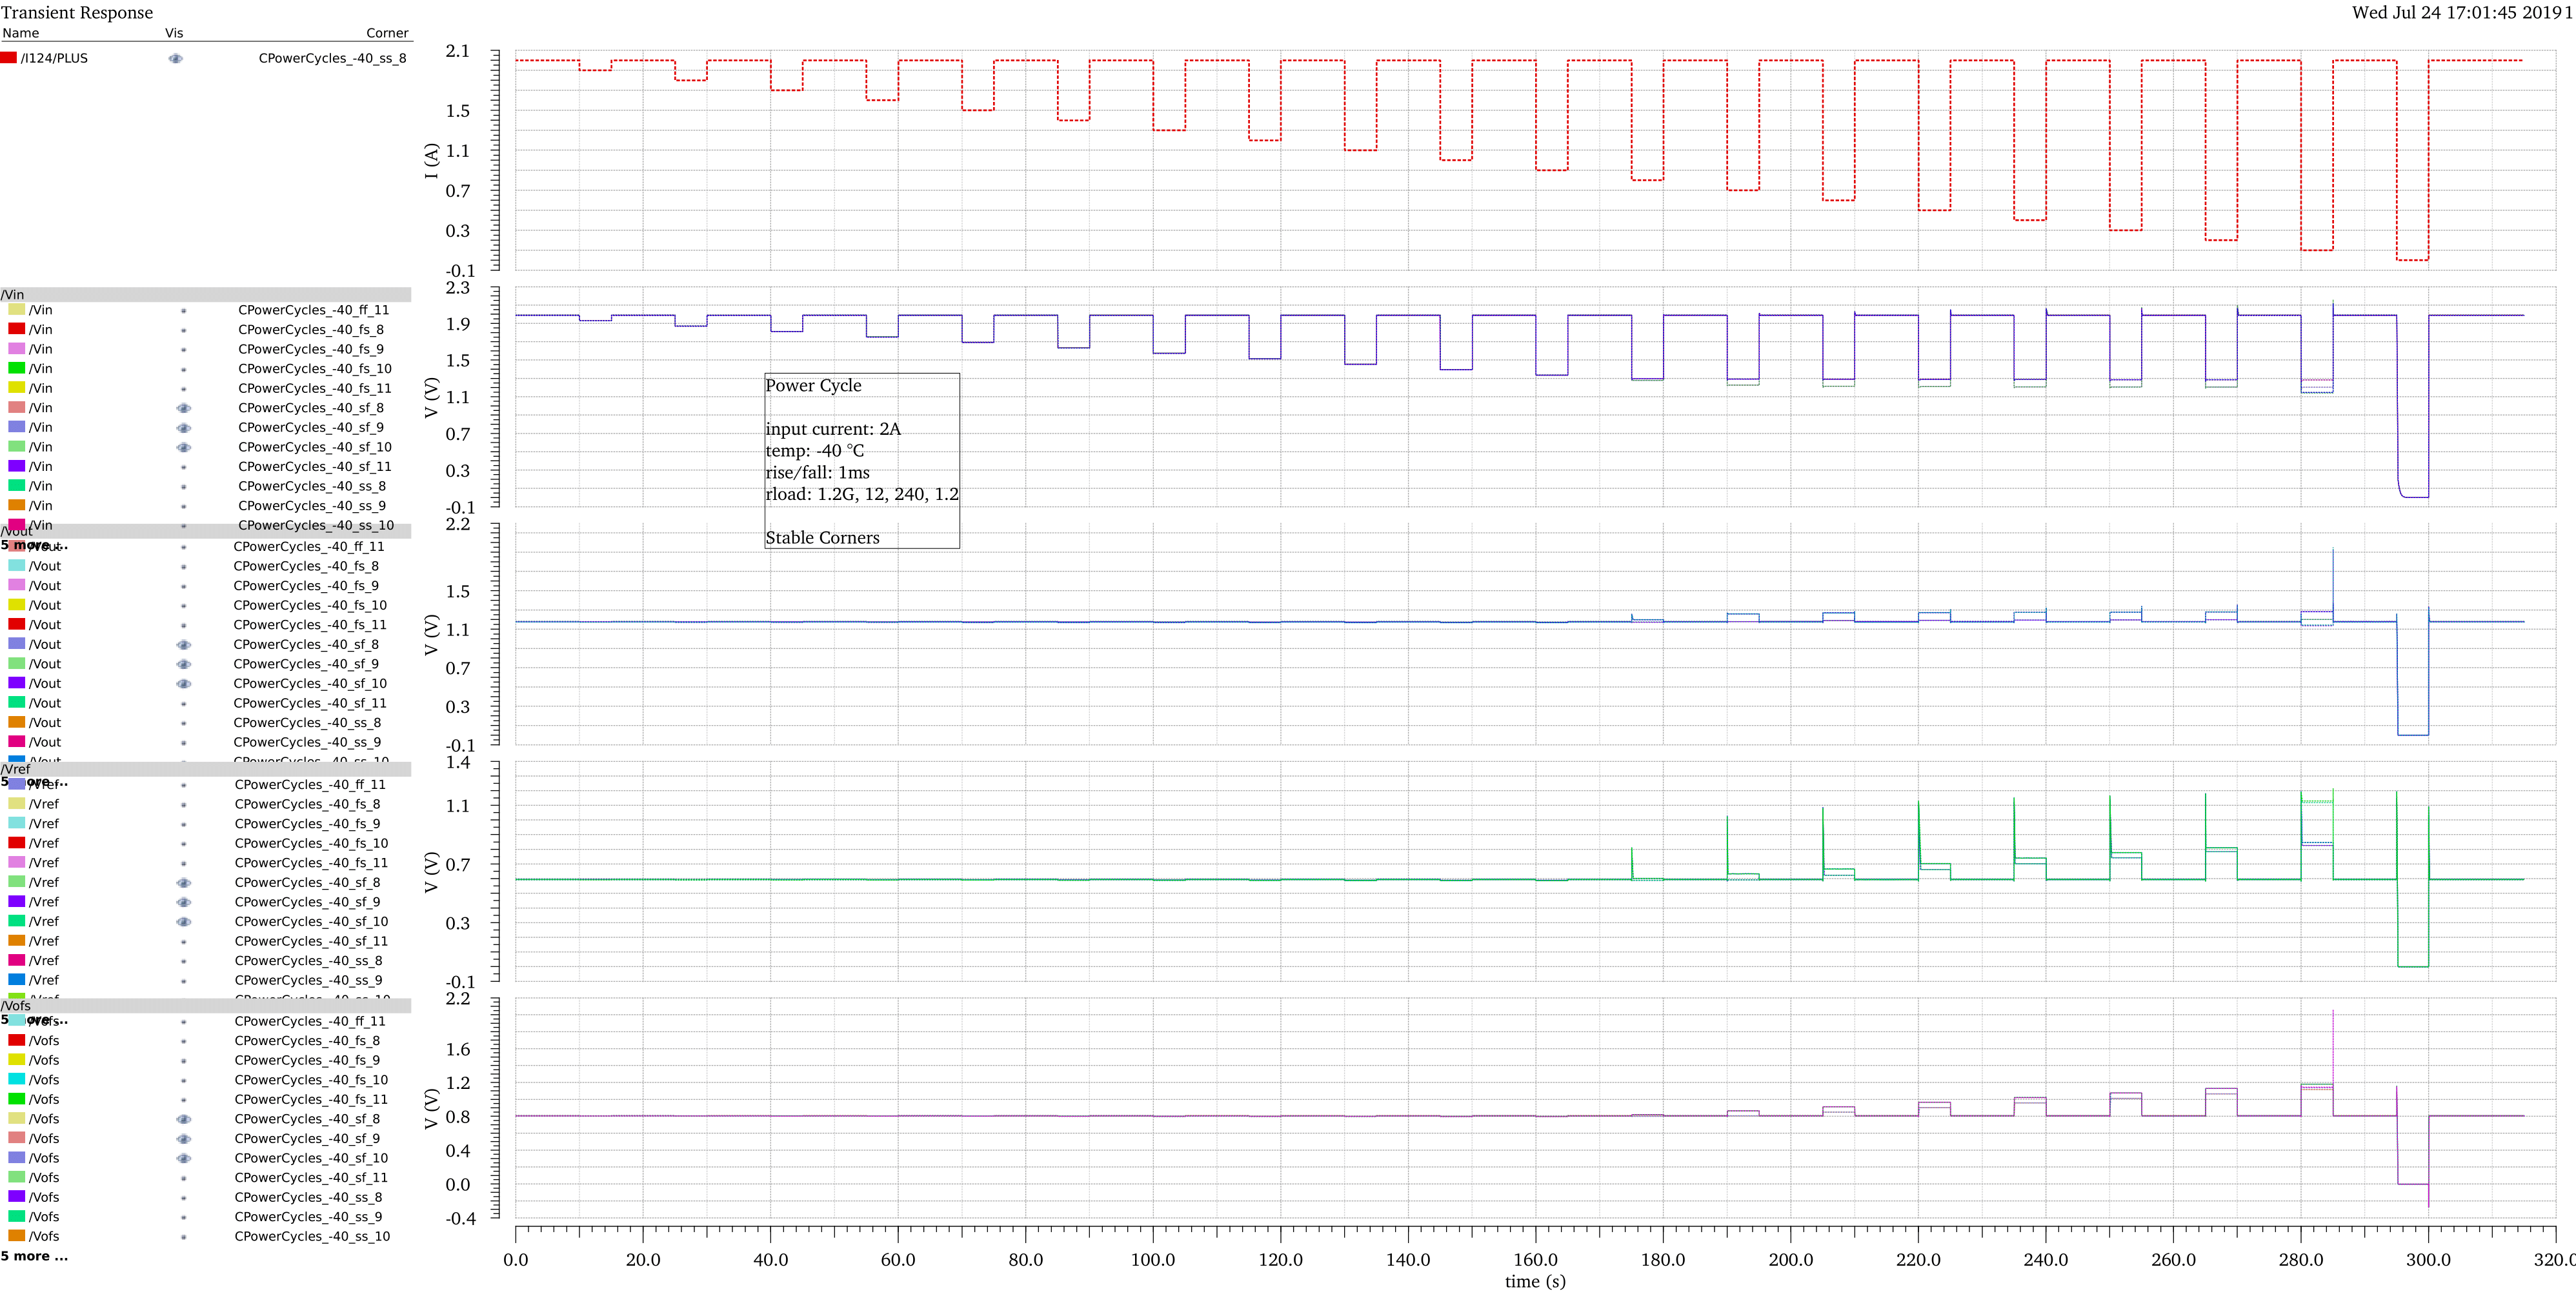 Transient Response
Wed Jul 24 17:01:45 2019 1
Name Vis Corner
/I124/PLUS CPowerCycles_-40_ss_8
2.1
1.5
1.1
0.7
0.3
-0.1
I (A)
/Vin
/Vin CPowerCycles_-40_ff_11
/Vin CPowerCycles_-40_fs_8
/Vin CPowerCycles_-40_fs_9
/Vin CPowerCycles_-40_fs_10
/Vin CPowerCycles_-40_fs_11
/Vin CPowerCycles_-40_sf_8
/Vin CPowerCycles_-40_sf_9
/Vin CPowerCycles_-40_sf_10
/Vin CPowerCycles_-40_sf_11
/Vin CPowerCycles_-40_ss_8
/Vin CPowerCycles_-40_ss_9
/Vin CPowerCycles_-40_ss_10
5 more ...
2.3
1.9
1.5
1.1
0.7
0.3
-0.1
V (V)
Power Cycle
input current: 2A
temp: -40 °C
rise/fall: 1ms
rload: 1.2G, 12, 240, 1.2
Stable Corners
/Vout
/Vout CPowerCycles_-40_ff_11
/Vout CPowerCycles_-40_fs_8
/Vout CPowerCycles_-40_fs_9
/Vout CPowerCycles_-40_fs_10
/Vout CPowerCycles_-40_fs_11
/Vout CPowerCycles_-40_sf_8
/Vout CPowerCycles_-40_sf_9
/Vout CPowerCycles_-40_sf_10
/Vout CPowerCycles_-40_sf_11
/Vout CPowerCycles_-40_ss_8
/Vout CPowerCycles_-40_ss_9
/Vout CPowerCycles_-40_ss_10
5 more ...
2.2
1.5
1.1
0.7
0.3
-0.1
V (V)
/Vref
/Vref CPowerCycles_-40_ff_11
/Vref CPowerCycles_-40_fs_8
/Vref CPowerCycles_-40_fs_9
/Vref CPowerCycles_-40_fs_10
/Vref CPowerCycles_-40_fs_11
/Vref CPowerCycles_-40_sf_8
/Vref CPowerCycles_-40_sf_9
/Vref CPowerCycles_-40_sf_10
/Vref CPowerCycles_-40_sf_11
/Vref CPowerCycles_-40_ss_8
/Vref CPowerCycles_-40_ss_9
/Vref CPowerCycles_-40_ss_10
5 more ...
1.4
1.1
0.7
0.3
-0.1
V (V)
/Vofs
/Vofs CPowerCycles_-40_ff_11
/Vofs CPowerCycles_-40_fs_8
/Vofs CPowerCycles_-40_fs_9
/Vofs CPowerCycles_-40_fs_10
/Vofs CPowerCycles_-40_fs_11
/Vofs CPowerCycles_-40_sf_8
/Vofs CPowerCycles_-40_sf_9
/Vofs CPowerCycles_-40_sf_10
/Vofs CPowerCycles_-40_sf_11
/Vofs CPowerCycles_-40_ss_8
/Vofs CPowerCycles_-40_ss_9
/Vofs CPowerCycles_-40_ss_10
5 more ...
2.2
1.6
1.2
0.8
0.4
0.0
-0.4
V (V)
0.0 20.0 40.0 60.0 80.0 100.0 120.0 140.0 160.0 180.0 200.0 220.0 240.0 260.0 280.0 300.0 320.0
time (s)